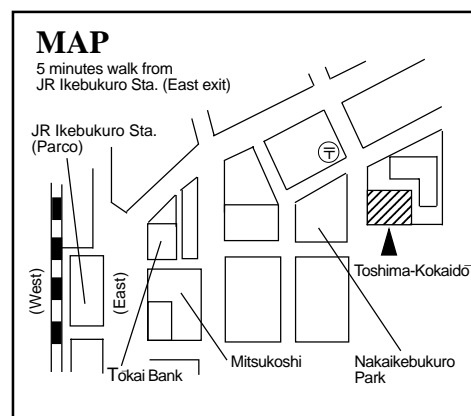 MAP
5 minutes walk from
JR Ikebukuro Sta. (East exit)
JR Ikebukuro Sta.
(Parco)
〒
Toshima-Kokaido
(West)
(East)
Tokai Bank
Mitsukoshi
Nakaikebukuro
Park